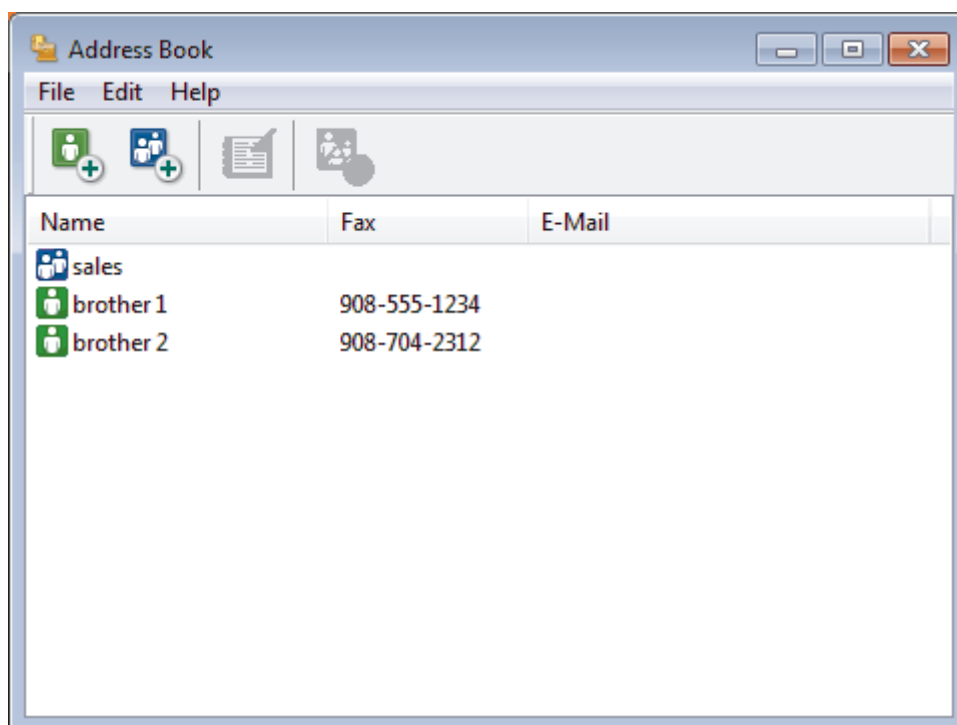 Address Book
File Edit Help
Name Fax E-Mail
sales
brother 1 908-555-1234
brother 2 908-704-2312